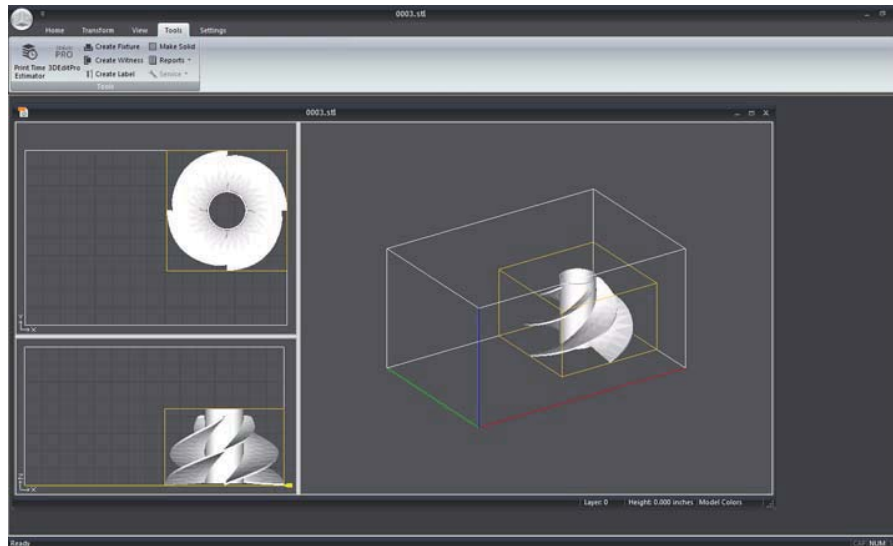 0003.stl
Home Transform View Tools Settings
Create Fixture Make Solid
PRO
Create Witness Reports
Print Time Estimator 3DEditPro
Create Label Service
Tools
0003.stl
Y
X
Z
X
Layer: 0 Height: 0.000 inches Model Colors
Ready CAP NUM